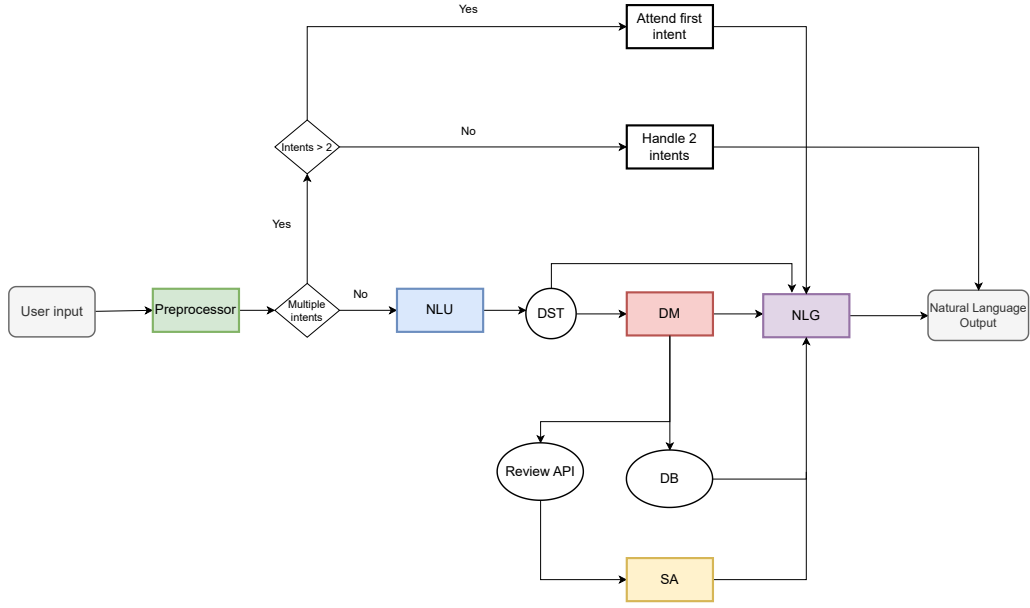 Yes
Attend first
intent
Intents > 2
No
Handle 2
intents
Yes
User input
Preprocessor
Multiple
intents
No
NLU
DST
DM
NLG
Natural Language
Output
Review API
DB
SA